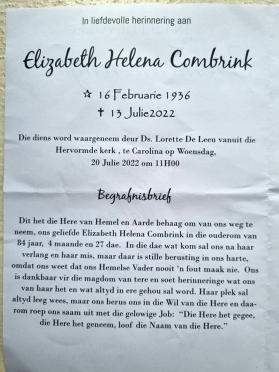 In liefdevolle herinnering aan
Elizabeth Helena Combrink
☆ 16 Februarie 1936
✝ 13 Julie2022
Die diens word waargeneem deur Ds. Lorette De Leeu vanuit die
Hervormde kerk , te Carolina op Woensdag,
20 Julie 2022 om 11H00
Begrafnisbrief
Dit het die Here van Hemel en Aarde behaag om van ons weg te
neem, ons geliefde Elizabeth Helena Combrink in die ouderom van
84 jaar, 4 maande en 27 dae. In die dae wat kom sal ons na haar
verlang en haar mis, maar daar is stille berusting in ons harte,
omdat ons weet dat ons Hemelse Vader nooit 'n fout maak nie. Ons
is dankbaar vir die magdom van tere en soet herinneringe wat ons
van haar het en wat altyd in ere gehou sal word. Haar plek sal
altyd leeg wees, maar ons berus ons in die Wil van die Here en daa-
rom roep ons saam uit met die gelowige Job: "Die Here het gegee,
die Here het geneem, loof die Naam van die Here."